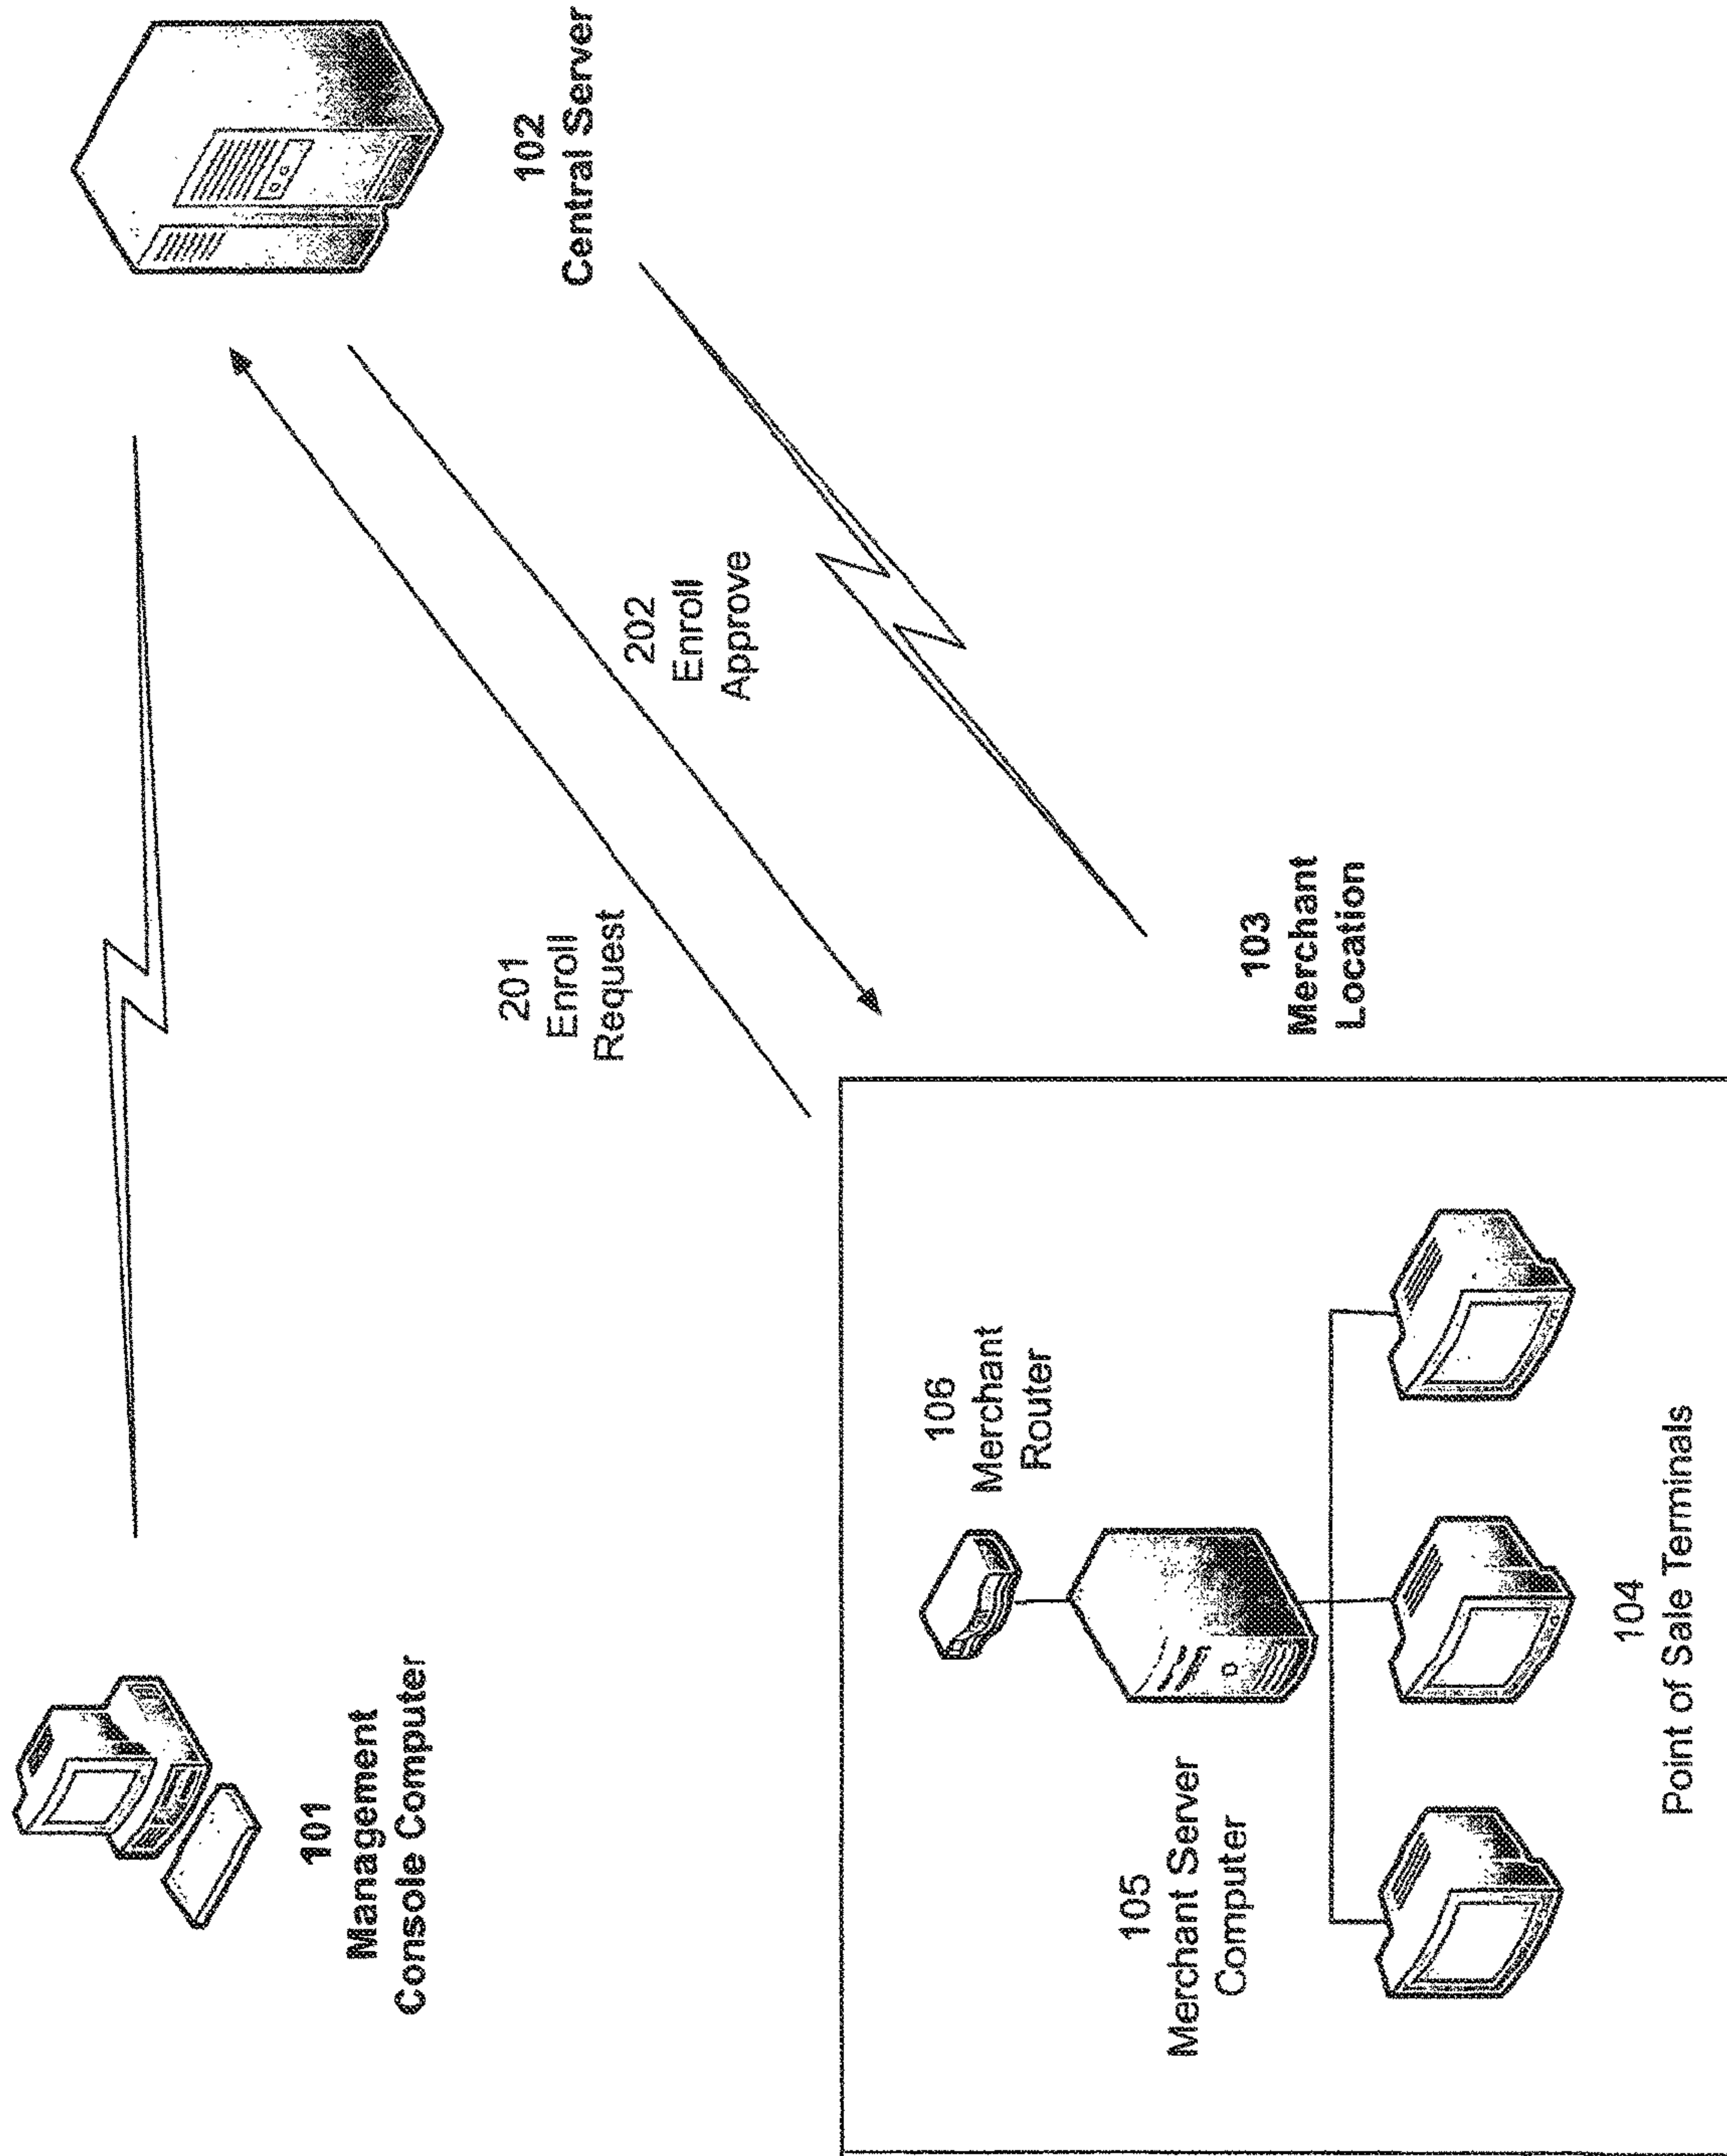 101
Management
Console Computer
102
Central Server
201
Enroll
Request
202
Enroll
Approve
103
Merchant
Location
106
Merchant
Router
105
Merchant Server
Computer
104
Point of Sale Terminals